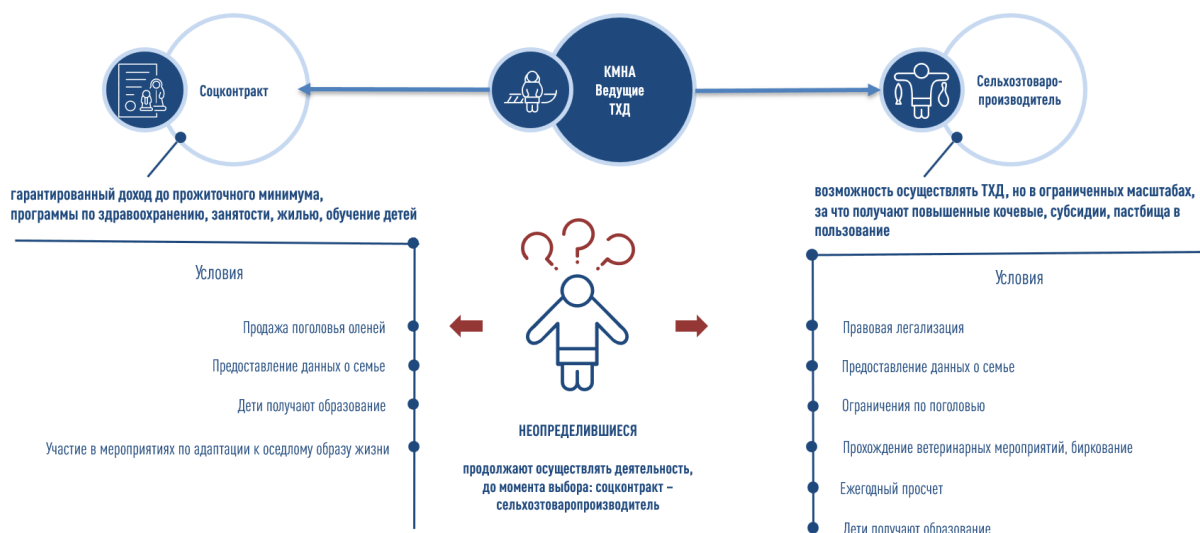 Соцконтракт
КМНА
Ведущие
ТХД
Сельхозтоваро-
производитель
гарантированный доход до прожиточного минимума,
программы по здравоохранению, занятости, жилью, обучение детей
Условия
Продажа поголовья оленей
Предоставление данных о семье
Дети получают образование
Участие в мероприятиях по адаптации к оседлому образу жизни
???
НЕОПРЕДЕЛИВШИЕСЯ
продолжают осуществлять деятельность,
до момента выбора: соцконтракт –
сельхозтоваропроизводитель
возможность осуществлять ТХД, но в ограниченных масштабах,
за что получают повышенные кочевые, субсидии, пастбища в
пользование
Условия
Правовая легализация
Предоставление данных о семье
Ограничения по поголовью
Прохождение ветеринарных мероприятий, биркование
Ежегодный просчет
Дети получают образование